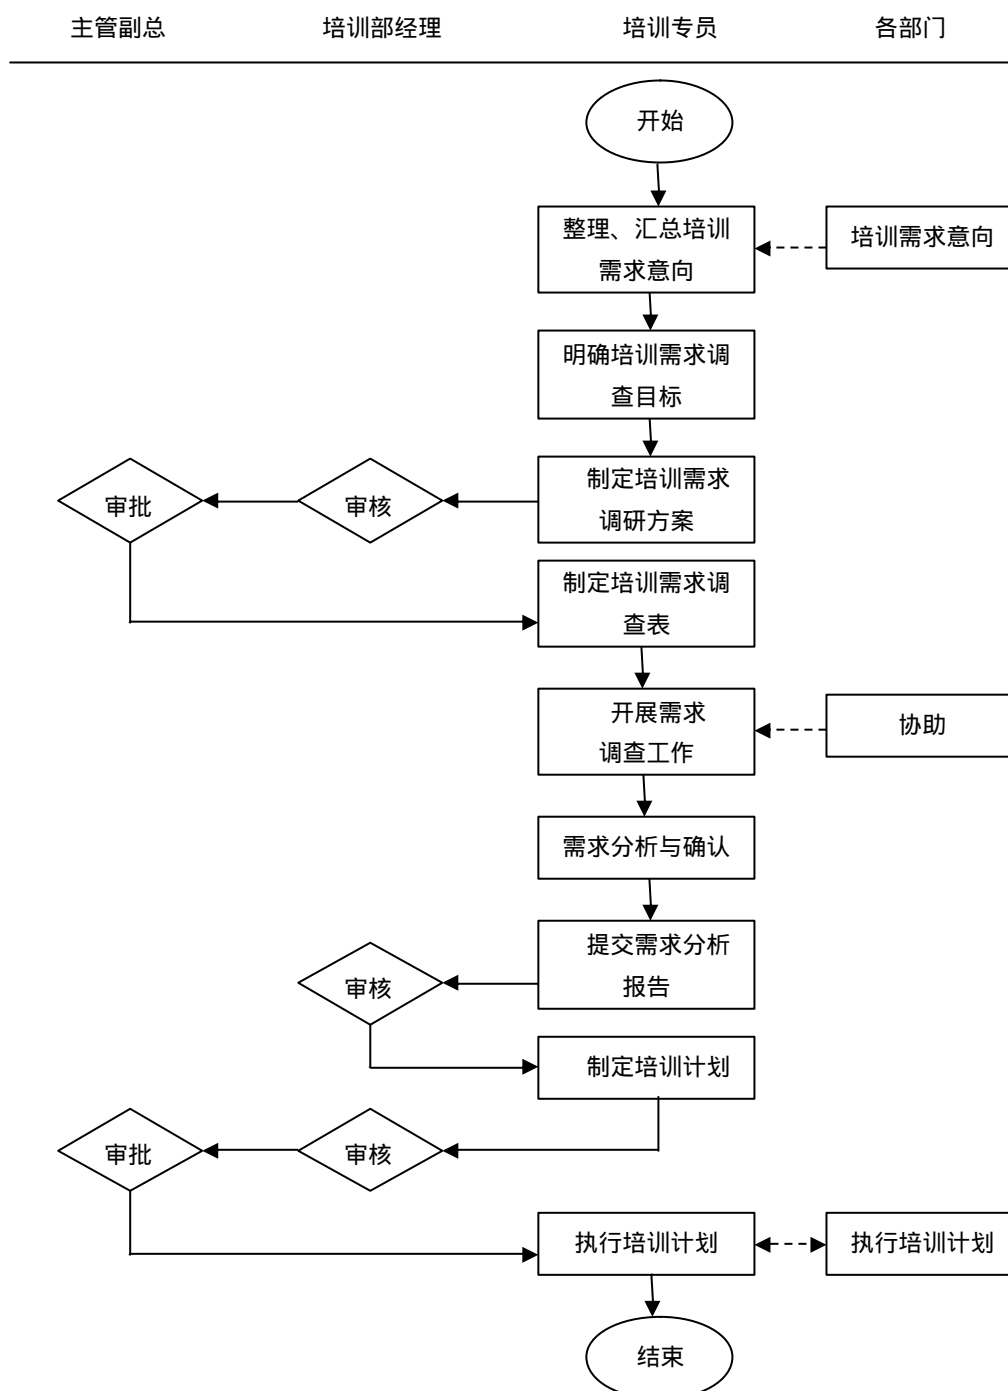 主管副总
培训部经理
培训专员
各部门
开始
整理、汇总培训
需求意向
培训需求意向
明确培训需求调
查目标
审批
审核
制定培训需求
调研方案
制定培训需求调
查表
开展需求
调查工作
协助
需求分析与确认
提交需求分析
报告
审核
制定培训计划
审批
审核
执行培训计划
执行培训计划
结束